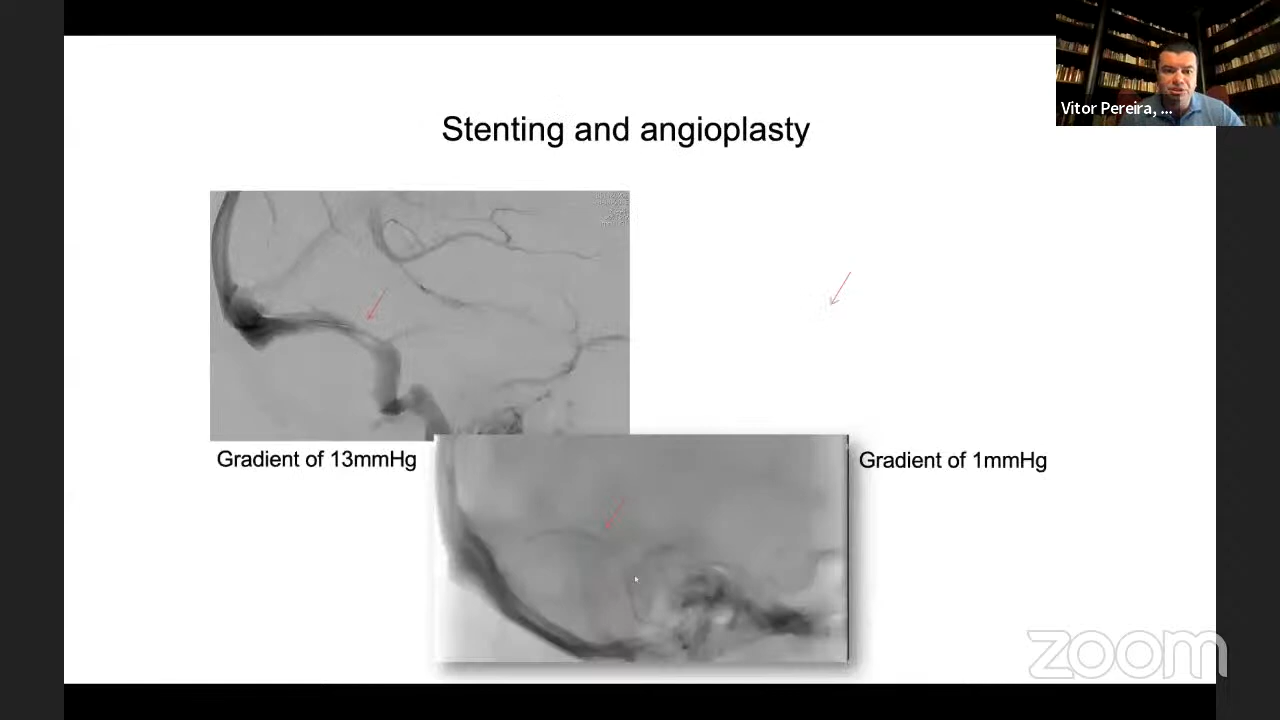 Vitor Pereira, ...
Stenting and angioplasty
Gradient of 13mmHg
Gradient of 1mmHg
zoom